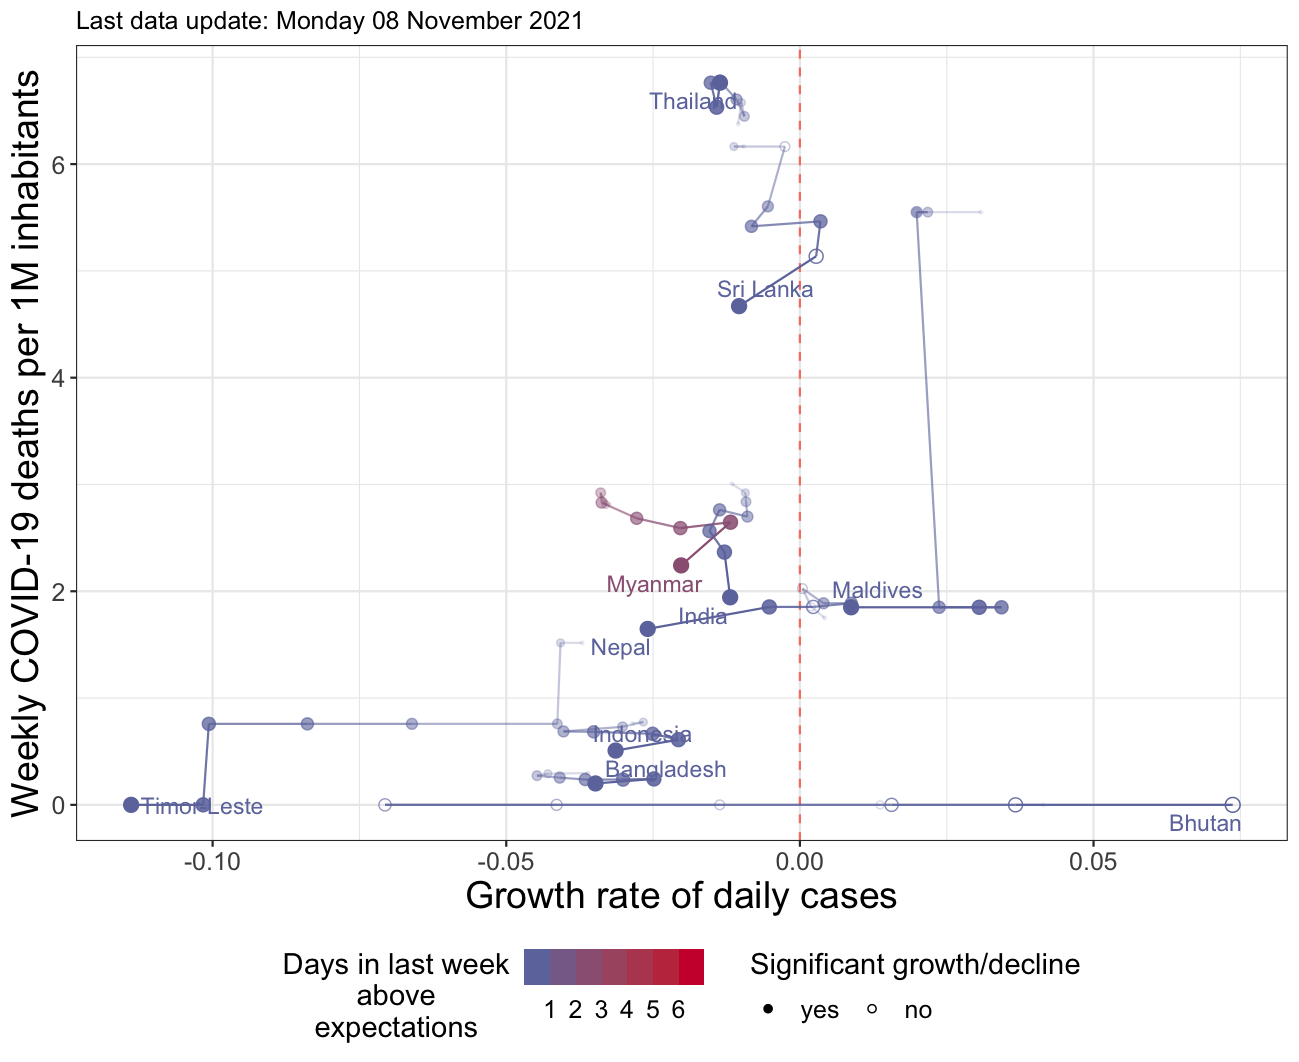 Last data update: Monday 08 November 2021
Weekly COVID-19 deaths per 1M inhabitants
6
4
2
0
Thailand
Sri Lanka
Myanmar
Maldives
India
Nepal
Indonesia
Bangladesh
Timor-Leste
Bhutan
-0.10 -0.05 0.00 0.05
Growth rate of daily cases
Days in last week
above
expectations
1 2 3 4 5 6
Significant growth/decline
yes no